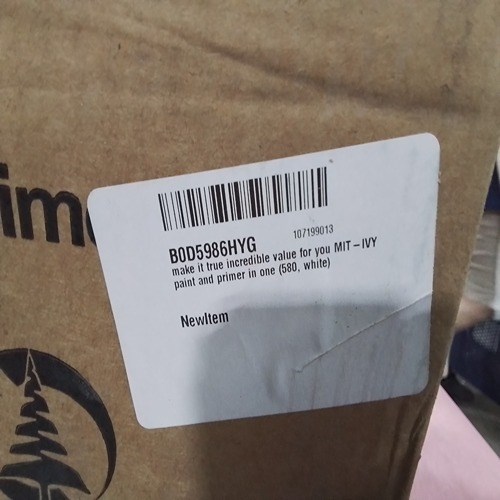 im
107199013
B0D5986HYG
make it true incredible value for you MIT-IVY
paint and primer in one (580, white)
NewItem